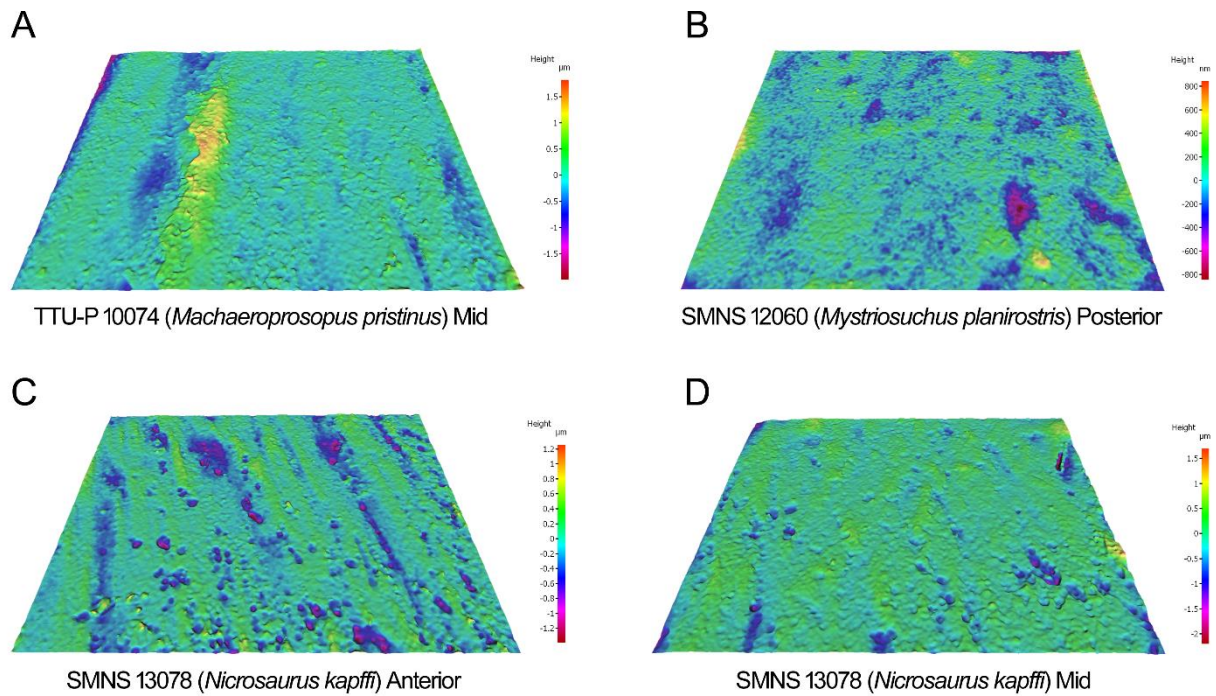 A
Height
µm
1.5
1
0.5
0
-0.5
-1
-1.5
TTU-P 10074 (Machaeroprosopus pristinus) Mid
B
Height
nm
800
600
400
200
0
-200
-400
-600
-800
SMNS 12060 (Mystriosuchus planirostris) Posterior
C
Height
µm
1.2
1
0.8
0.6
0.4
0.2
0
-0.2
-0.4
-0.6
-0.8
-1
-1.2
SMNS 13078 (Nicrosaurus kapffi) Anterior
D
Height
µm
1.5
1
0.5
0
-0.5
-1
-1.5
-2
SMNS 13078 (Nicrosaurus kapffi) Mid